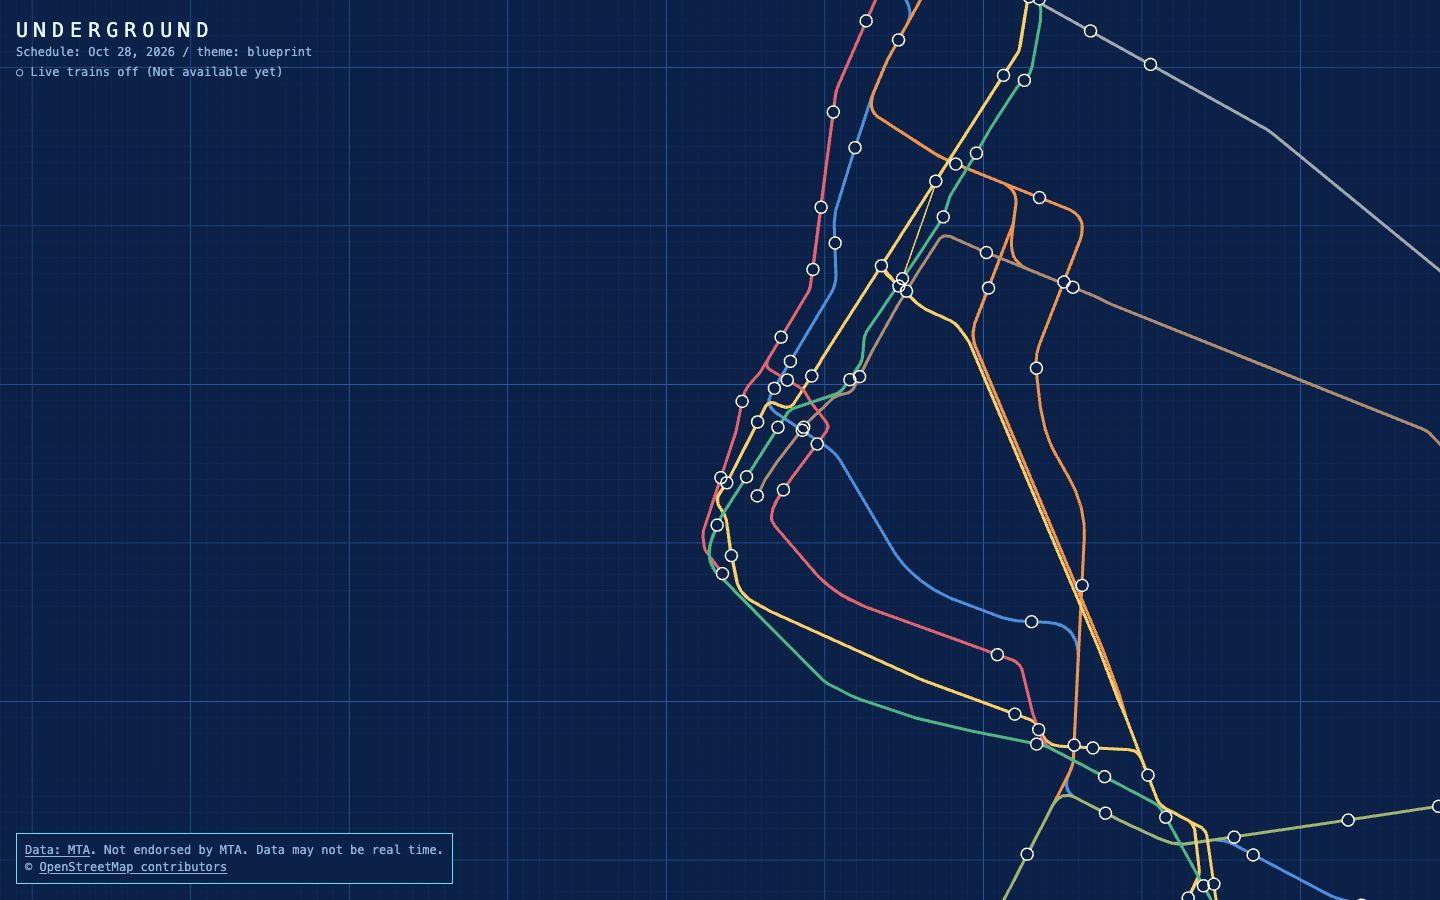 UNDERGROUND
Schedule: Oct 28, 2026 / theme: blueprint
○ Live trains off (Not available yet)
Data: MTA. Not endorsed by MTA. Data may not be real time.
© OpenStreetMap contributors